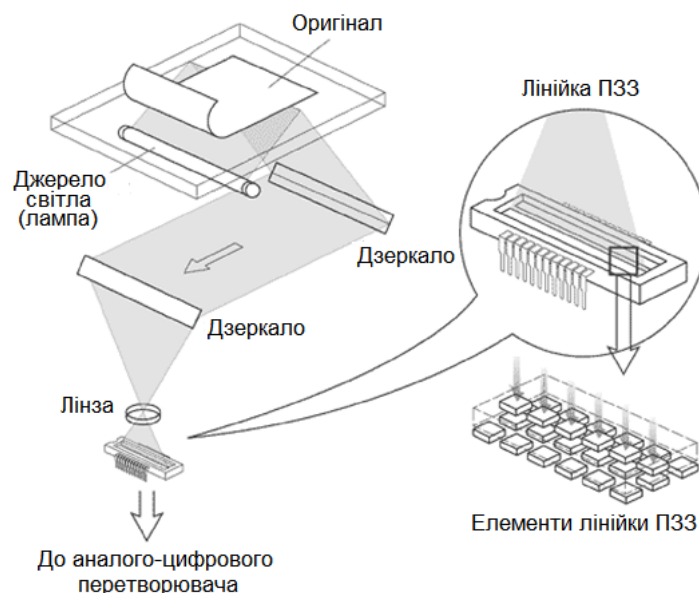 Оригінал
Лінійка ПЗЗ
Джерело
світла
(лампа)
Дзеркало
Дзеркало
Лінза
Елементи лінійки ПЗЗ
До аналого-цифрового
перетворювача